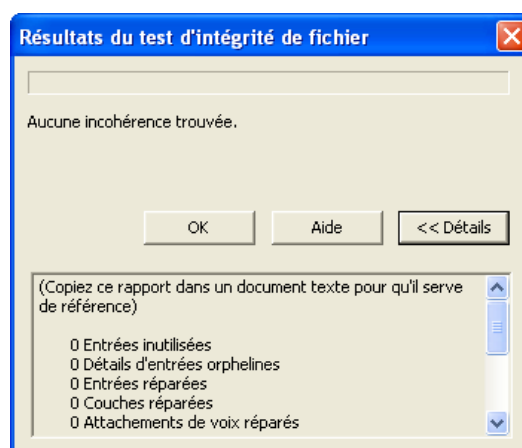 Résultats du test d'intégrité de fichier
Aucune incohérence trouvée.
OK
Aide
<< Détails
(Copiez ce rapport dans un document texte pour qu'il serve
de référence)
0 Entrées inutilisées
0 Détails d'entrées orphelines
0 Entrées réparées
0 Couches réparées
0 Attachements de voix réparés